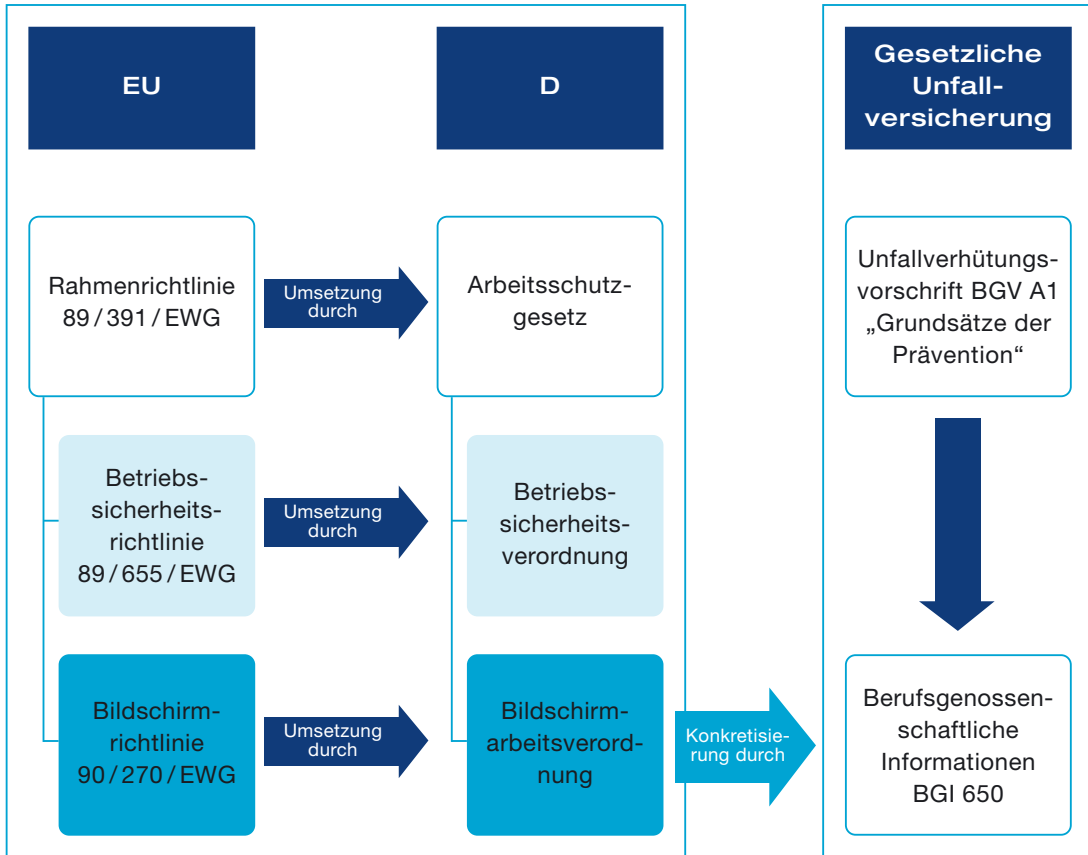 EU
D
Gesetzliche
Unfall-
versicherung
Rahmenrichtlinie
89/391/EWG
Umsetzung
durch
Arbeitsschutz-
gesetz
Unfallverhütungs-
vorschrift BGV A1
„Grundsätze der
Prävention“
Betriebs-
sicherheits-
richtlinie
89/655/EWG
Umsetzung
durch
Betriebs-
sicherheits-
verordnung
Bildschirm-
richtlinie
90/270/EWG
Umsetzung
durch
Bildschirm-
arbeitsverord-
nung
Konkretisie-
rung durch
Berufsgenossen-
schaftliche
Informationen
BGI 650